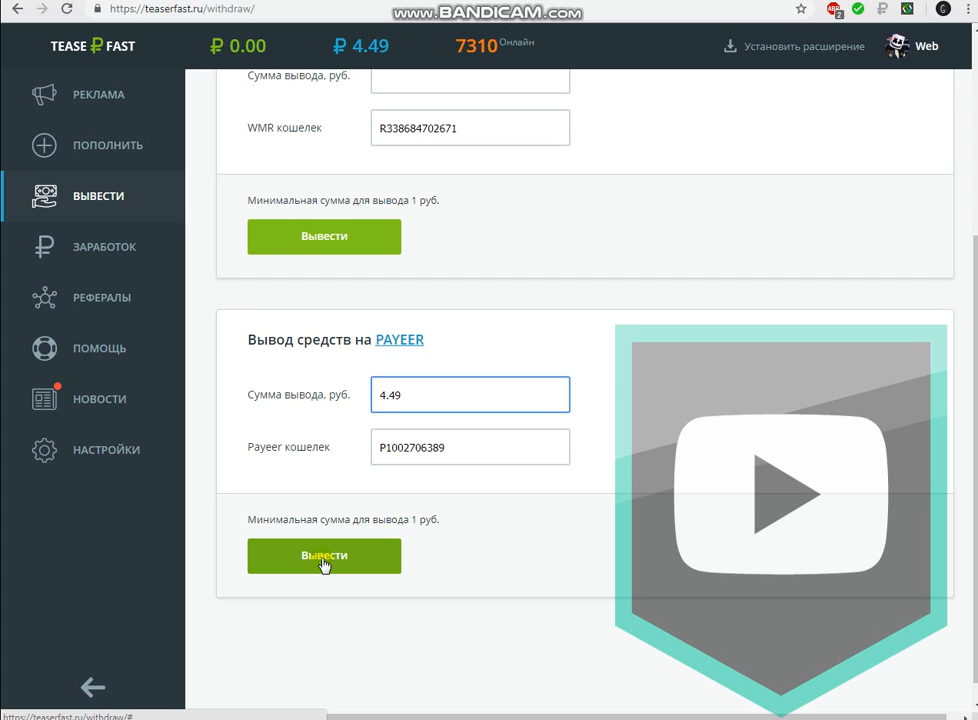 https://teaserfast.ru/withdraw/
www.BANDICAM.com
ABP
2
G
TEASE₽FAST
₽ 0.00
₽ 4.49
7310 Онлайн
Установить расширение
Web
РЕКЛАМА
ПОПОЛНИТЬ
ВЫВЕСТИ
ЗАРАБОТОК
РЕФЕРАЛЫ
ПОМОЩЬ
НОВОСТИ
НАСТРОЙКИ
Сумма вывода, руб.
WMR кошелек
R338684702671
Минимальная сумма для вывода 1 руб.
Вывести
Вывод средств на PAYEER
Сумма вывода, руб.
4.49
Payeer кошелек
P1002706389
Минимальная сумма для вывода 1 руб.
Вывести
https://teaserfast.ru/withdraw/#